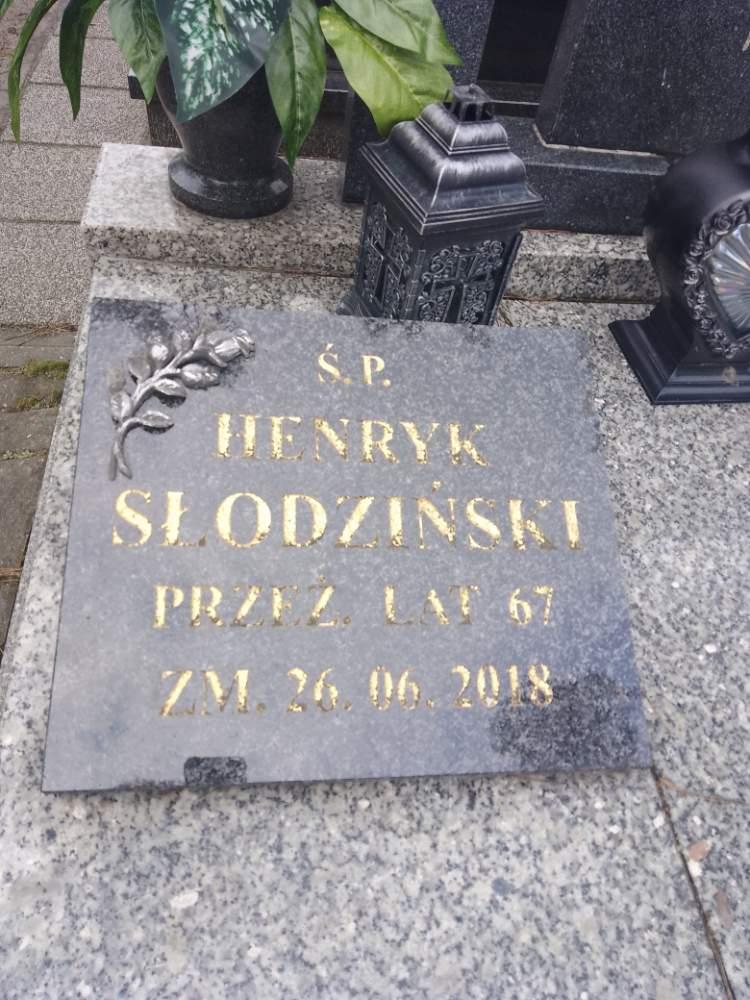 Ś. P.
HENRYK
SŁODZIŃSKI
PRZEŻ. LAT 67
ZM. 26. 06. 2018